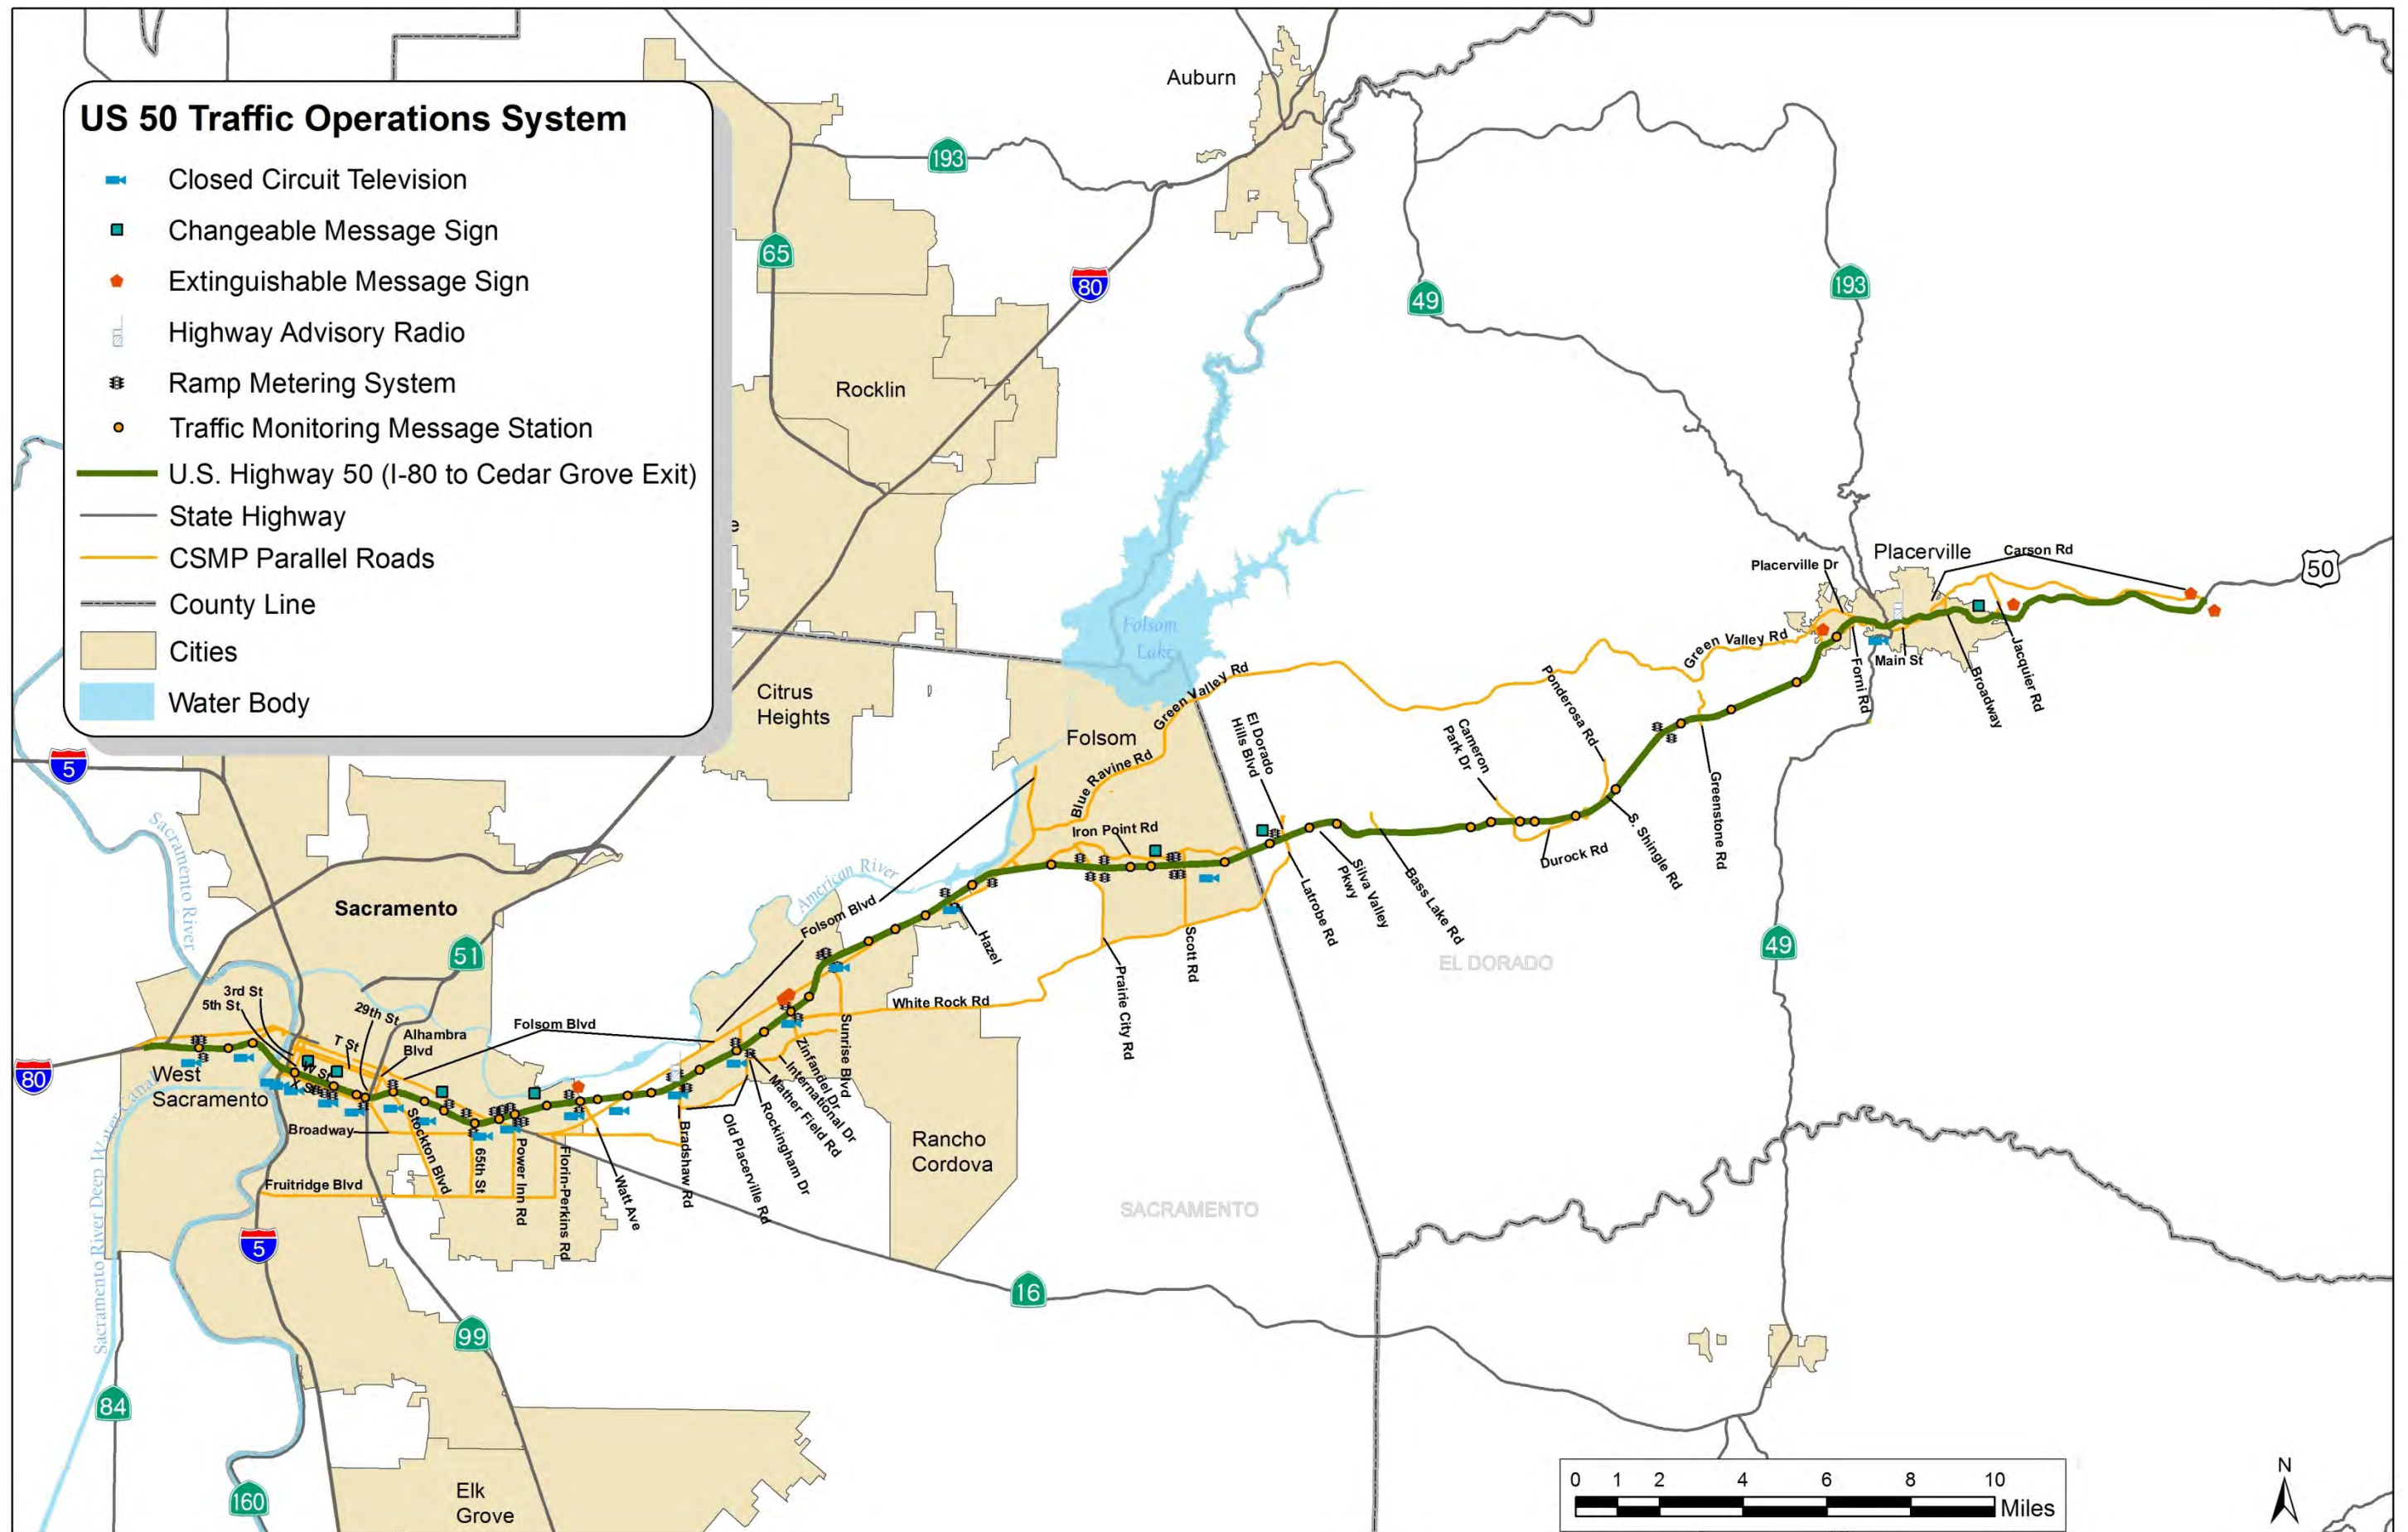 US 50 Traffic Operations System
Closed Circuit Television
Changeable Message Sign
Extinguishable Message Sign
Highway Advisory Radio
Ramp Metering System
Traffic Monitoring Message Station
U.S. Highway 50 (I-80 to Cedar Grove Exit)
State Highway
CSMP Parallel Roads
County Line
Cities
Water Body
Auburn
193
65
80
49
193
Rocklin
e
Placerville
Carson Rd
50
Placerville Dr
Folsom
Lake
Green Valley Rd
Green Valley Rd
Forni Rd
Main St
Broadway
Jacquier Rd
Citrus
Heights
Folsom
El Dorado
Hills Blvd
Cameron
Park Dr
Ponderosa Rd
Blue Ravine Rd
Iron Point Rd
5
Greenstone Rd
S. Shingle Rd
Durock Rd
Sacramento River
American River
Sacramento
Folsom Blvd
Latrobe Rd
Silva Valley
Pkwy
Bass Lake Rd
51
Hazel
Scott Rd
49
EL DORADO
Prairie City Rd
White Rock Rd
3rd St
5th St
29th St
T St
Alhambra
Blvd
Folsom Blvd
Sunrise Blvd
80
West
Sacramento
W St
Zinfandel Dr
International Dr
Mather Field Rd
Rockingham Dr
Old Placerville Rd
Broadway
Stockton Blvd
65th St
Power Inn Rd
Florin-Perkins Rd
Watt Ave
Bradshaw Rd
Rancho
Cordova
Fruitridge Blvd
SACRAMENTO
Sacramento River Deep Water Canal
5
16
99
84
160
Elk
Grove
0 1 2 4 6 8 10
Miles
N